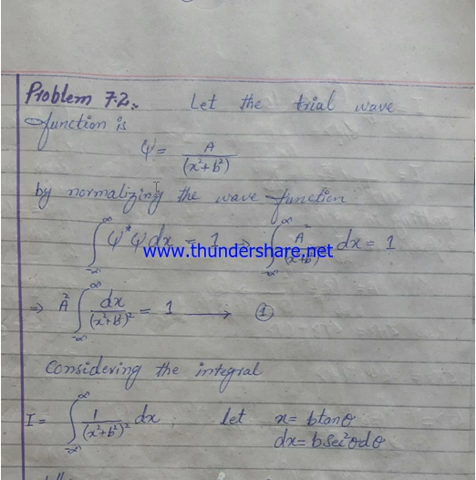 Problem 7.2: Let the trial wave
function is
ψ = A / (x²+b²)
by normalizing the wave function
∫_{-∞}^{∞} ψ* ψ dx = 1 ⇒ ∫_{-∞}^{∞} A² / (x²+b²)² dx = 1
www.thundershare.net
⇒ A² ∫_{-∞}^{∞} dx / (x²+b²)² = 1 ⟶ ①
Considering the integral
I = ∫_{-∞}^{∞} 1 / (x²+b²)² dx , let x = b tanθ
dx = b sec²θ dθ